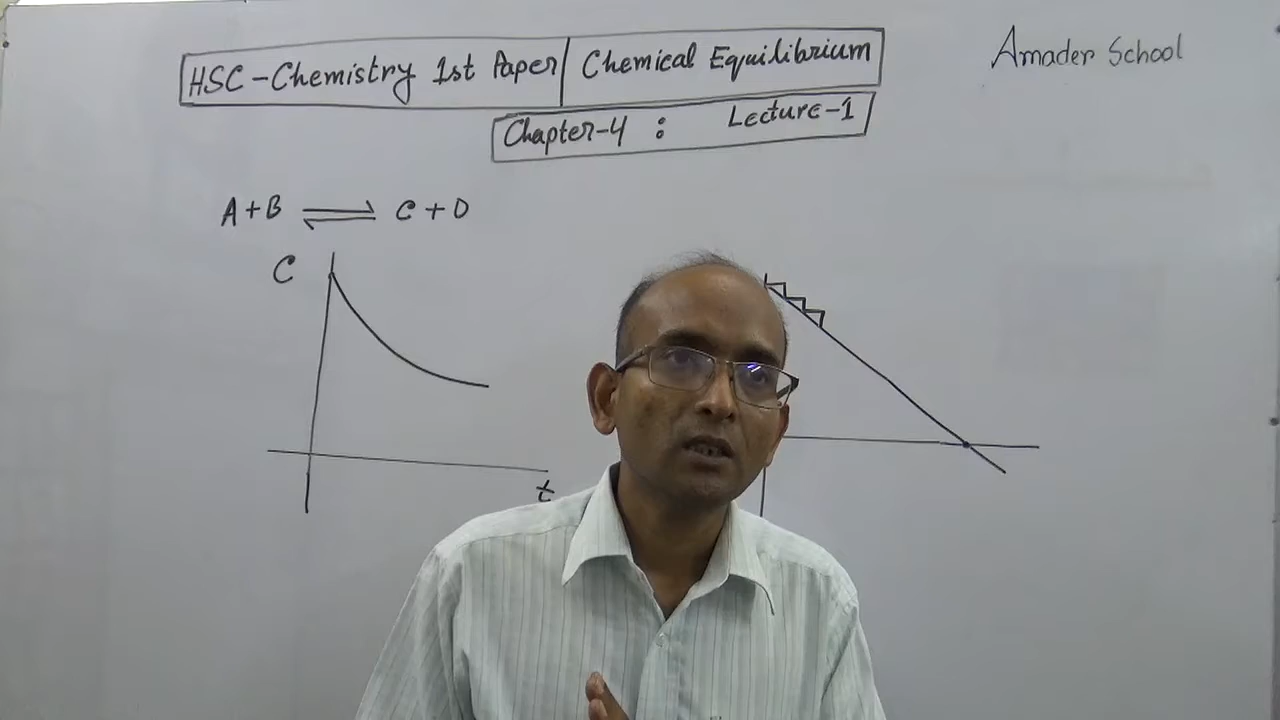 HSC-Chemistry 1st Paper Chemical Equilibrium
Amader School
Chapter-4 : Lecture-1
A+B ⇌ C+D
C
t